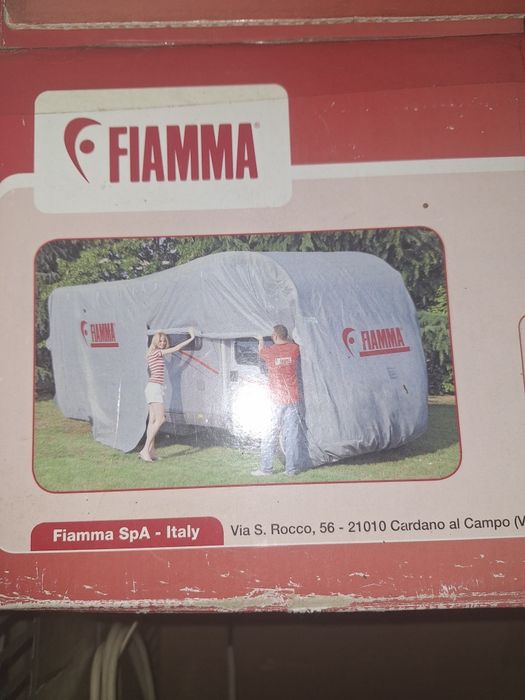 FIAMMA®
FIAMMA
FIAMMA
Fiamma SpA - Italy
Via S. Rocco, 56 - 21010 Cardano al Campo (V